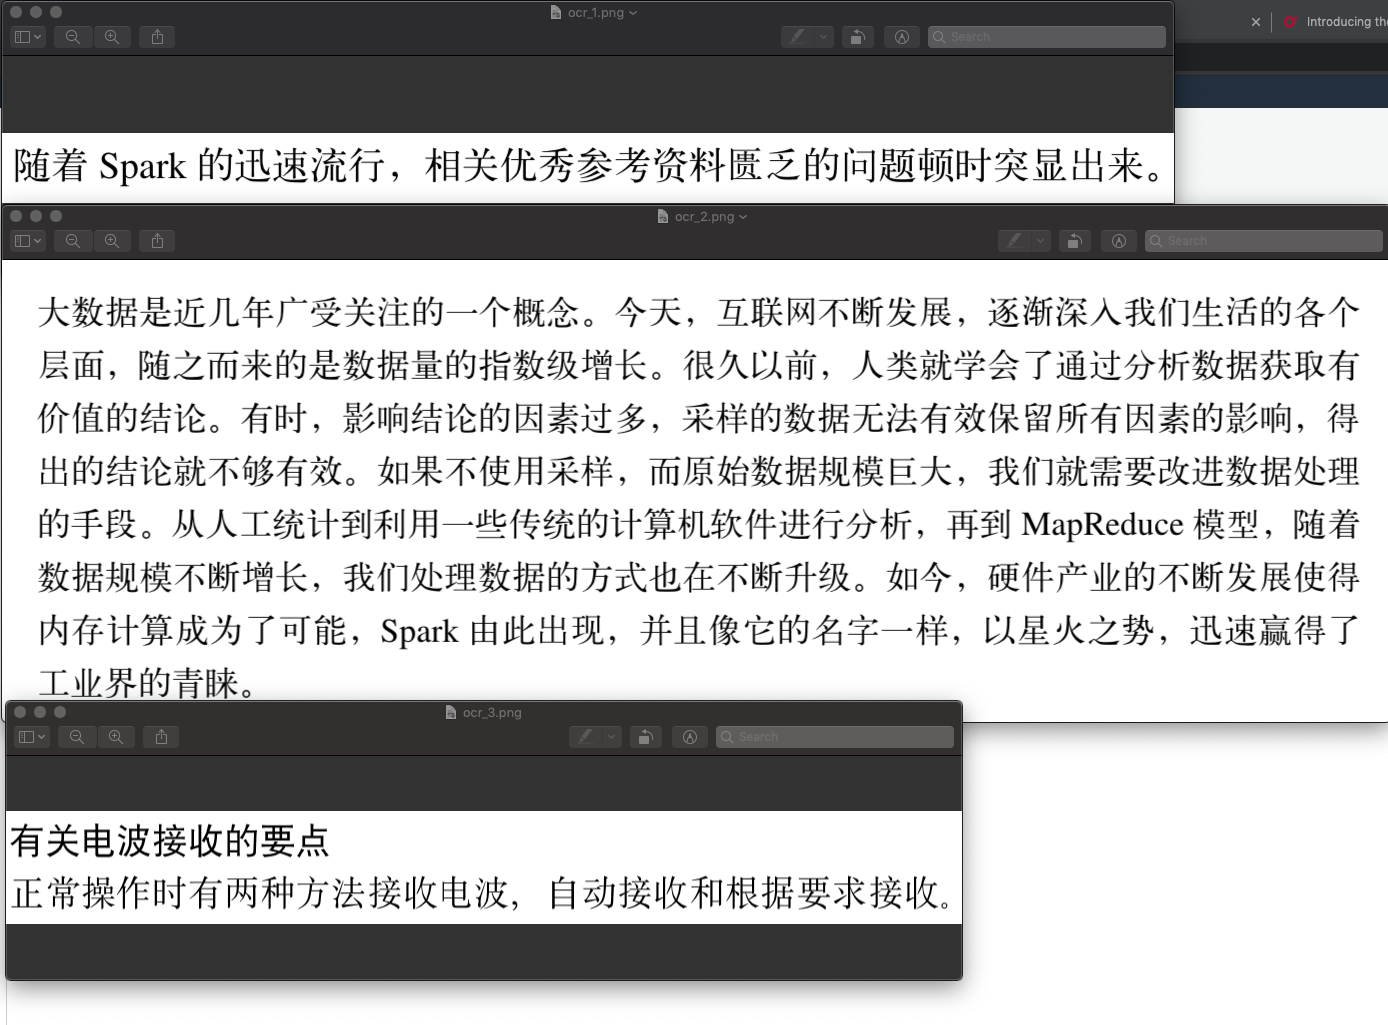 ocr_1.png
Introducing the
Search
随着 Spark 的迅速流行，相关优秀参考资料匮乏的问题顿时突显出来。
ocr_2.png
Search
大数据是近几年广受关注的一个概念。今天，互联网不断发展，逐渐深入我们生活的各个
层面，随之而来的是数据量的指数级增长。很久以前，人类就学会了通过分析数据获取有
价值的结论。有时，影响结论的因素过多，采样的数据无法有效保留所有因素的影响，得
出的结论就不够有效。如果不使用采样，而原始数据规模巨大，我们就需要改进数据处理
的手段。从人工统计到利用一些传统的计算机软件进行分析，再到 MapReduce 模型，随着
数据规模不断增长，我们处理数据的方式也在不断升级。如今，硬件产业的不断发展使得
内存计算成为了可能，Spark 由此出现，并且像它的名字一样，以星火之势，迅速赢得了
工业界的青睐。
ocr_3.png
Search
有关电波接收的要点
正常操作时有两种方法接收电波，自动接收和根据要求接收。